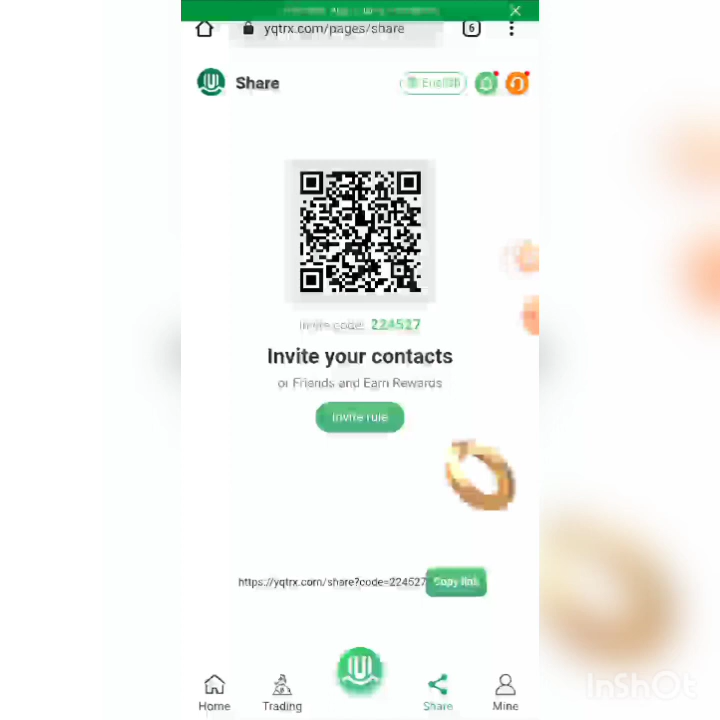 yqtrx.com/pages/share
6
Share
English
Invite code: 224527
Invite your contacts
or Friends and Earn Rewards
Invite rule
https://yqtrx.com/share?code=224527
Copy link
Home
Trading
Share
Mine
InShOt